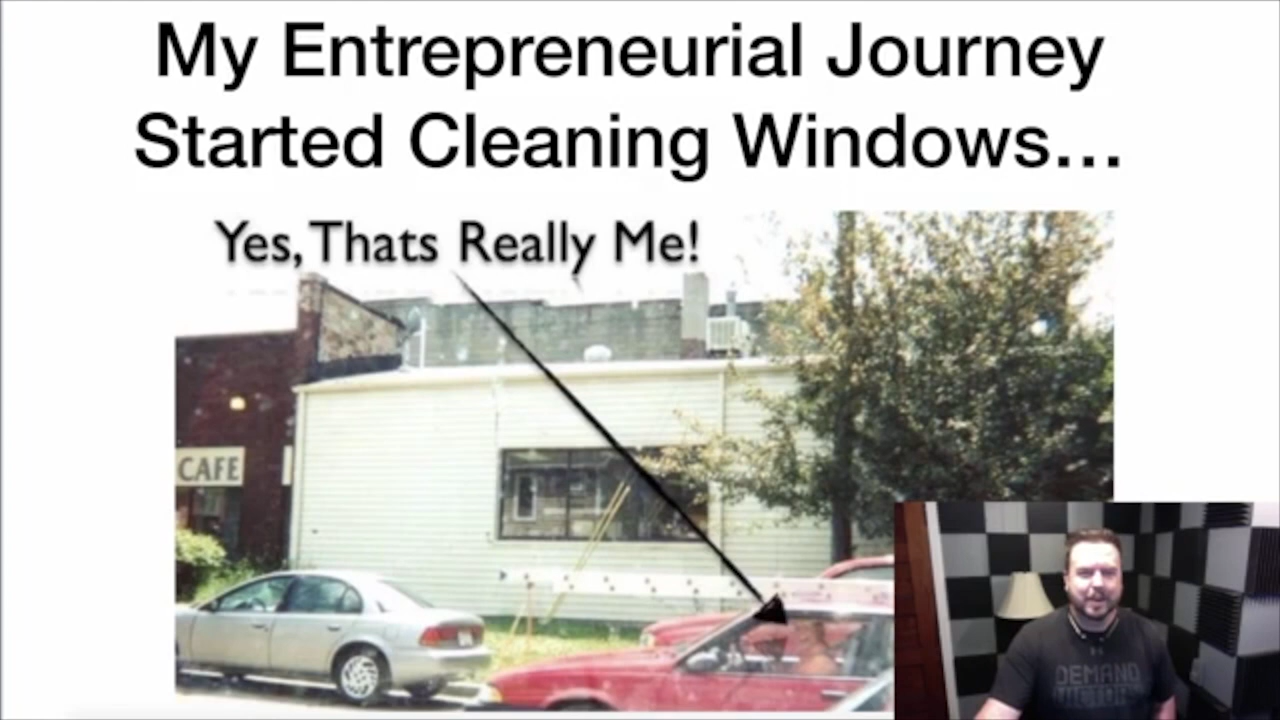 My Entrepreneurial Journey
Started Cleaning Windows...
Yes, Thats Really Me!
CAFE
DEMAND